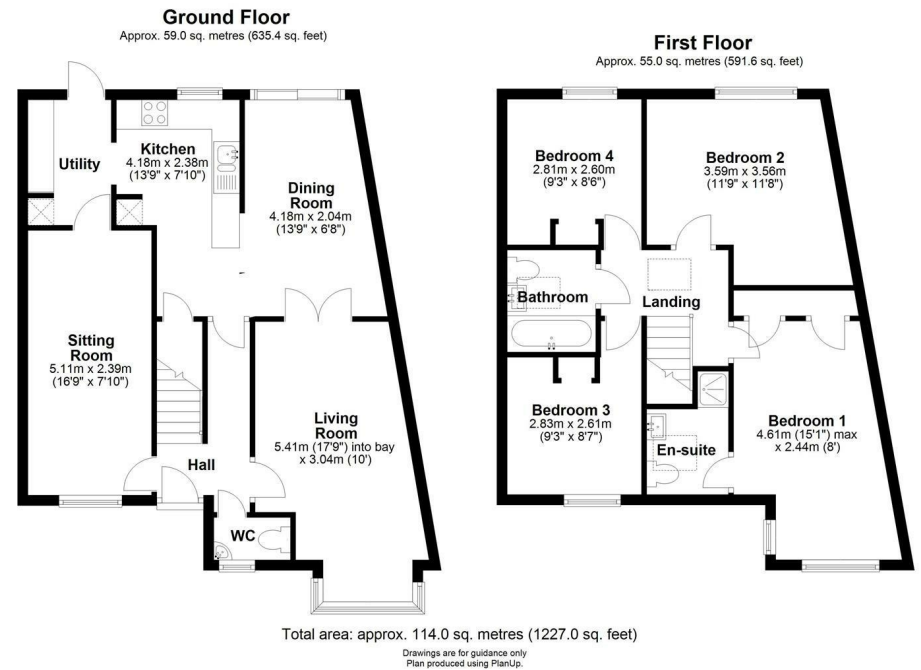 Ground Floor
Approx. 59.0 sq. metres (635.4 sq. feet)
Utility
Kitchen
4.18m x 2.38m
(13'9" x 7'10")
Dining
Room
4.18m x 2.04m
(13'9" x 6'8")
Sitting
Room
5.11m x 2.39m
(16'9" x 7'10")
Living
Room
5.41m (17'9") into bay
x 3.04m (10')
Hall
WC
First Floor
Approx. 55.0 sq. metres (591.6 sq. feet)
Bedroom 4
2.81m x 2.60m
(9'3" x 8'6")
Bedroom 2
3.59m x 3.56m
(11'9" x 11'8")
Bathroom
Landing
Bedroom 3
2.83m x 2.61m
(9'3" x 8'7")
En-suite
Bedroom 1
4.61m (15'1") max
x 2.44m (8')
Total area: approx. 114.0 sq. metres (1227.0 sq. feet)
Drawings are for guidance only
Plan produced using PlanUp.